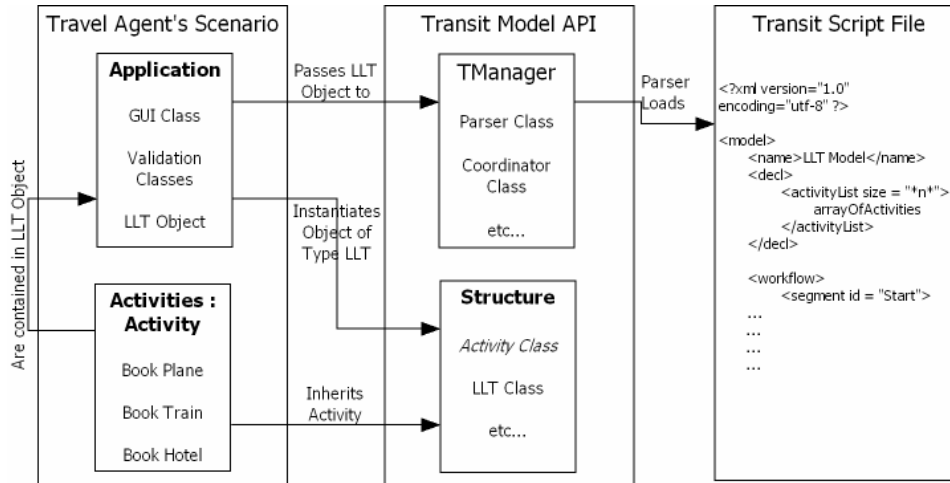 Travel Agent's Scenario
Application
GUI Class
Validation
Classes
LLT Object
Activities :
Activity
Book Plane
Book Train
Book Hotel
Are contained in LLT Object
Passes LLT
Object to
Instantiates
Object of
Type LLT
Inherits
Activity
Transit Model API
TManager
Parser Class
Coordinator
Class
etc...
Structure
Activity Class
LLT Class
etc...
Parser
Loads
Transit Script File
<?xml version="1.0"
encoding="utf-8" ?>
<model>
<name>LLT Model</name>
<decl>
<activityList size = "*n*">
arrayOfActivities
</activityList>
</decl>
<workflow>
<segment id = "Start">
...
...
...
...